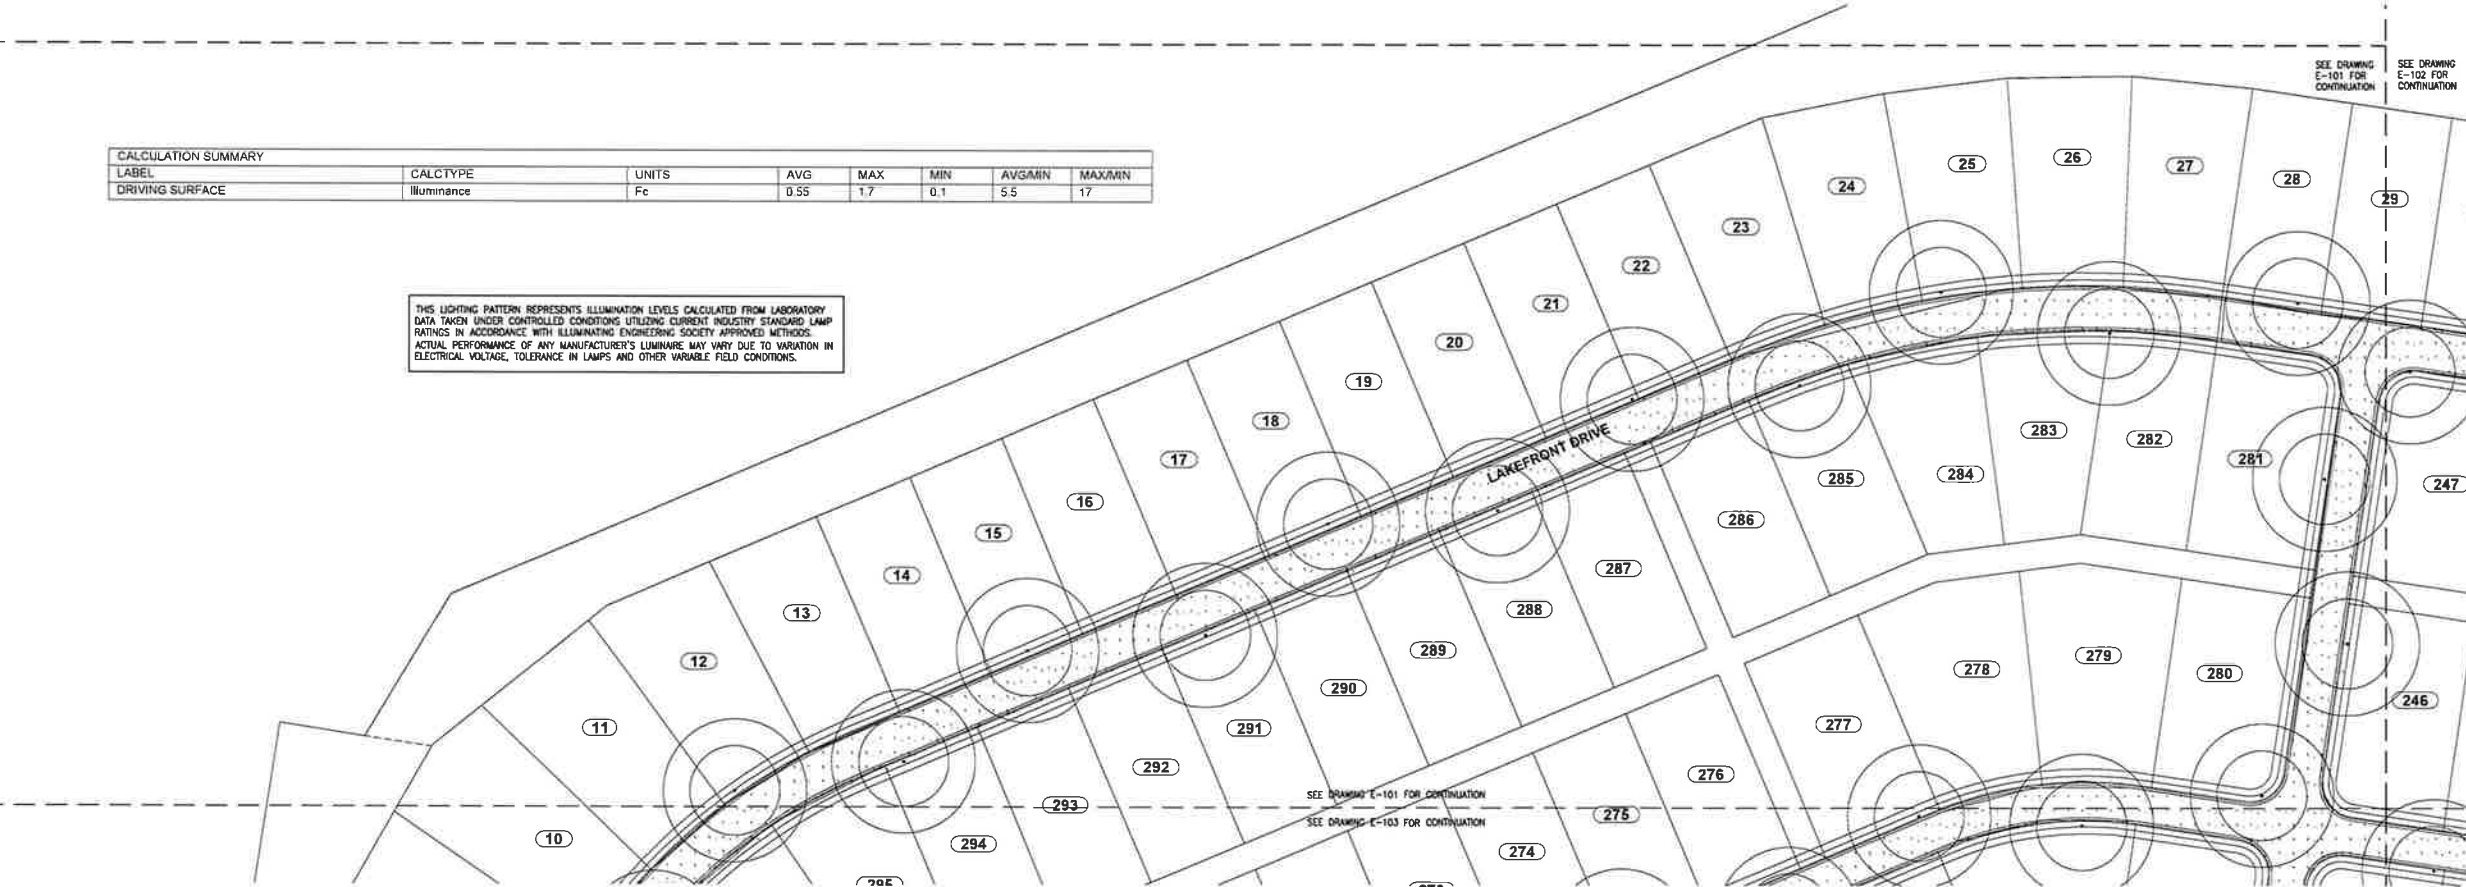 SEE DRAWING
E-101 FOR
CONTINUATION
SEE DRAWING
E-102 FOR
CONTINUATION
CALCULATION SUMMARY
LABEL CALCTYPE UNITS AVG MAX MIN AVG/MIN MAX/MIN
DRIVING SURFACE Illuminance Fc 0.55 1.7 0.1 5.5 17
THIS LIGHTING PATTERN REPRESENTS ILLUMINATION LEVELS CALCULATED FROM LABORATORY
DATA TAKEN UNDER CONTROLLED CONDITIONS UTILIZING CURRENT INDUSTRY STANDARD LAMP
RATINGS IN ACCORDANCE WITH ILLUMINATING ENGINEERING SOCIETY APPROVED METHODS.
ACTUAL PERFORMANCE OF ANY MANUFACTURER'S LUMINAIRE MAY VARY DUE TO VARIATION IN
ELECTRICAL VOLTAGE, TOLERANCE IN LAMPS AND OTHER VARIABLE FIELD CONDITIONS.
26
25
27
28
24
29
23
22
21
20
19
18
17
16
15
14
13
12
11
10
LAKEFRONT DRIVE
283
282
281
284
285
247
286
287
288
289
290
291
292
293
294
295
278
279
280
246
277
276
275
274
SEE DRAWING E-101 FOR CONTINUATION
SEE DRAWING E-103 FOR CONTINUATION